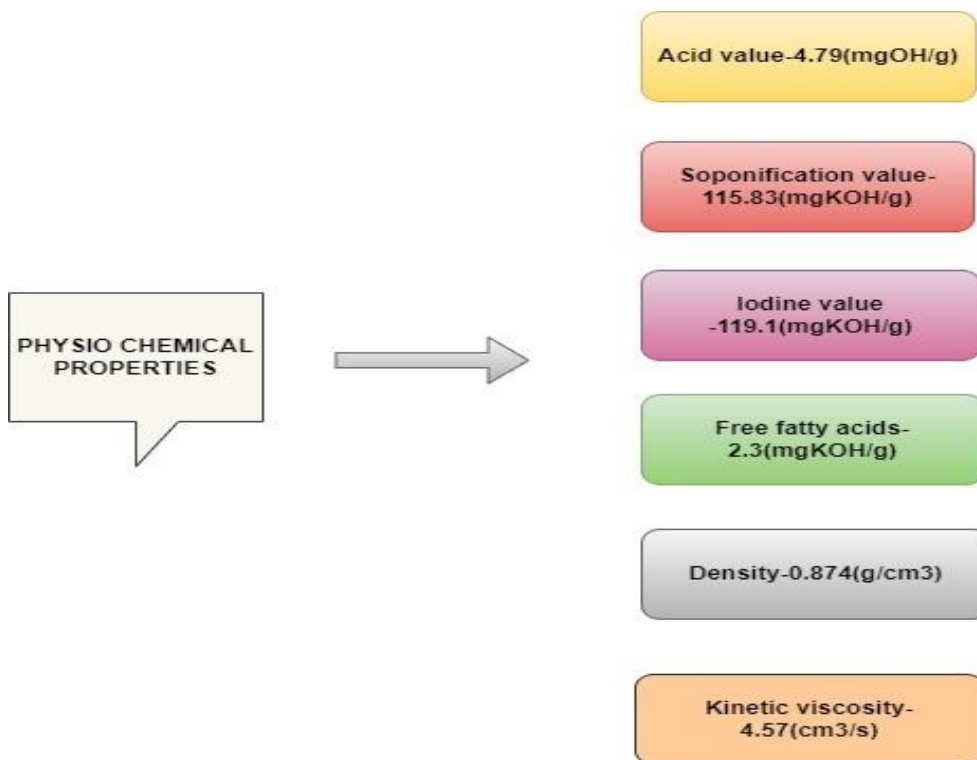 PHYSIO CHEMICAL
PROPERTIES
Acid value-4.79(mgOH/g)
Soponification value-
115.83(mgKOH/g)
Iodine value
-119.1(mgKOH/g)
Free fatty acids-
2.3(mgKOH/g)
Density-0.874(g/cm3)
Kinetic viscosity-
4.57(cm3/s)